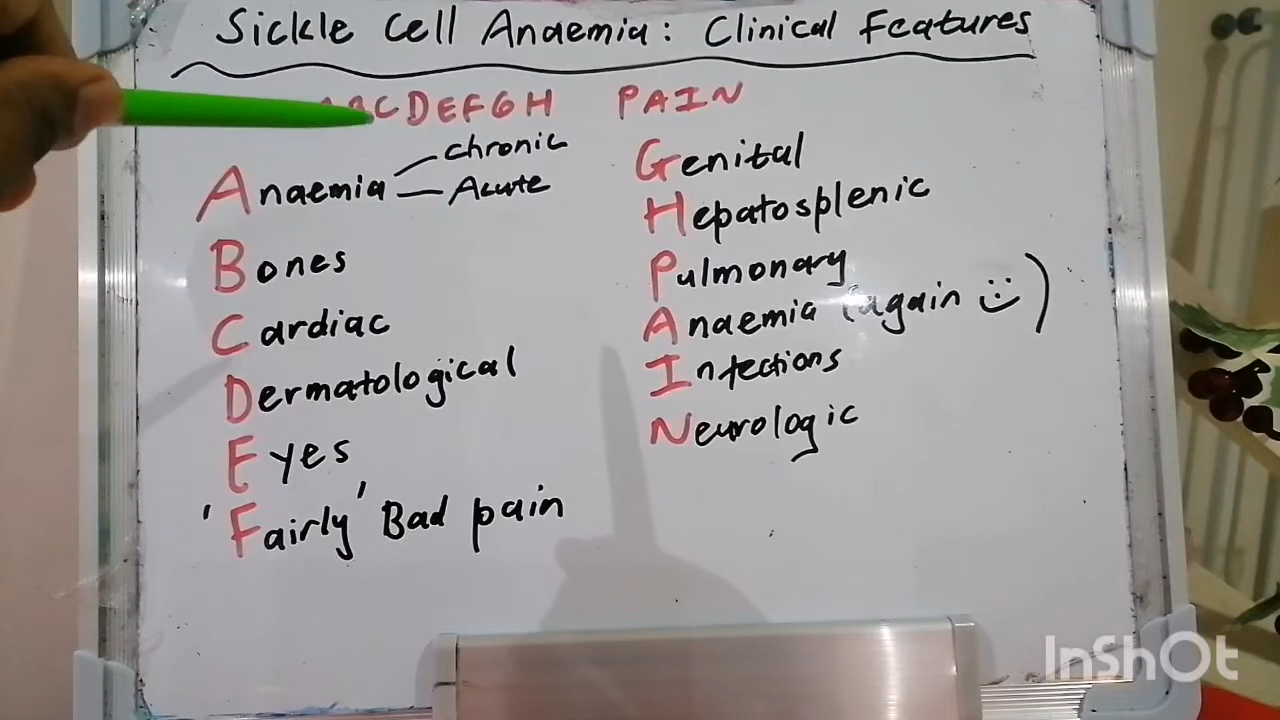 Sickle Cell Anaemia: Clinical Features
ABCDEFGH PAIN
Anaemia
chronic
Acute
Bones
Cardiac
Dermatological
Eyes
'Fairly' Bad pain
Genital
Hepatosplenic
Pulmonary
Anaemia (again )
Infections
Neurologic
InShOt